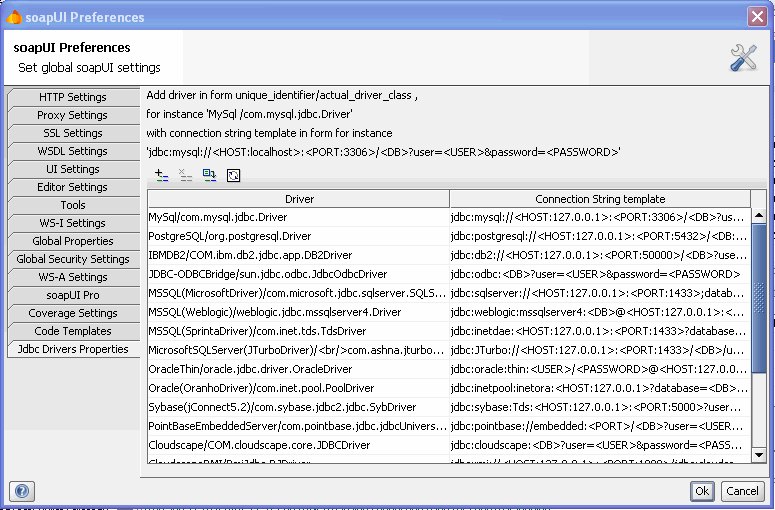 soapUI Preferences
soapUI Preferences
Set global soapUI settings
HTTP Settings
Proxy Settings
SSL Settings
WSDL Settings
UI Settings
Editor Settings
Tools
WS-I Settings
Global Properties
Global Security Settings
WS-A Settings
soapUI Pro
Coverage Settings
Code Templates
Jdbc Drivers Properties
Add driver in form unique_identifier/actual_driver_class ,
for instance 'MySql /com.mysql.jdbc.Driver'
with connection string template in form for instance
'jdbc:mysql://<HOST:localhost>:<PORT:3306>/<DB>?user=<USER>&password=<PASSWORD>'
Driver Connection String template
MySql/com.mysql.jdbc.Driver jdbc:mysql://<HOST:127.0.0.1>:<PORT:3306>/<DB>?us...
PostgreSQL/org.postgresql.Driver jdbc:postgresql://<HOST:127.0.0.1>:<PORT:5432>/<DB:...
IBMDB2/COM.ibm.db2.jdbc.app.DB2Driver jdbc:db2://<HOST:127.0.0.1>:<PORT:50000>/<DB>?use...
JDBC-ODBCBridge/sun.jdbc.odbc.JdbcOdbcDriver jdbc:odbc:<DB>?user=<USER>&password=<PASSWORD>
MSSQL(MicrosoftDriver)/com.microsoft.jdbc.sqlserver.SQLS... jdbc:sqlserver://<HOST:127.0.0.1>:<PORT:1433>;datab...
MSSQL(Weblogic)/weblogic.jdbc.mssqlserver4.Driver jdbc:weblogic:mssqlserver4:<DB>@<HOST:127.0.0.1>:<...
MSSQL(SprintaDriver)/com.inet.tds.TdsDriver jdbc:inetdae:<HOST:127.0.0.1>:<PORT:1433>?database...
MicrosoftSQLServer(JTurboDriver)/<br/>com.ashna.jturbo... jdbc:JTurbo://<HOST:127.0.0.1>:<PORT:1433>/<DB>/u...
OracleThin/oracle.jdbc.driver.OracleDriver jdbc:oracle:thin:<USER>/<PASSWORD>@<HOST:127.0...
Oracle(OranhoDriver)/com.inet.pool.PoolDriver jdbc:inetpool:inetora:<HOST:127.0.0.1>?database=<DB>...
Sybase(jConnect5.2)/com.sybase.jdbc2.jdbc.SybDriver jdbc:sybase:Tds:<HOST:127.0.0.1>:<PORT:5000>?user...
PointBaseEmbeddedServer/com.pointbase.jdbc.jdbcUnivers... jdbc:pointbase://embedded:<PORT>/<DB>?user=<USER...
Cloudscape/COM.cloudscape.core.JDBCDriver jdbc:cloudscape:<DB>?user=<USER>&password=<PASS...
Ok Cancel